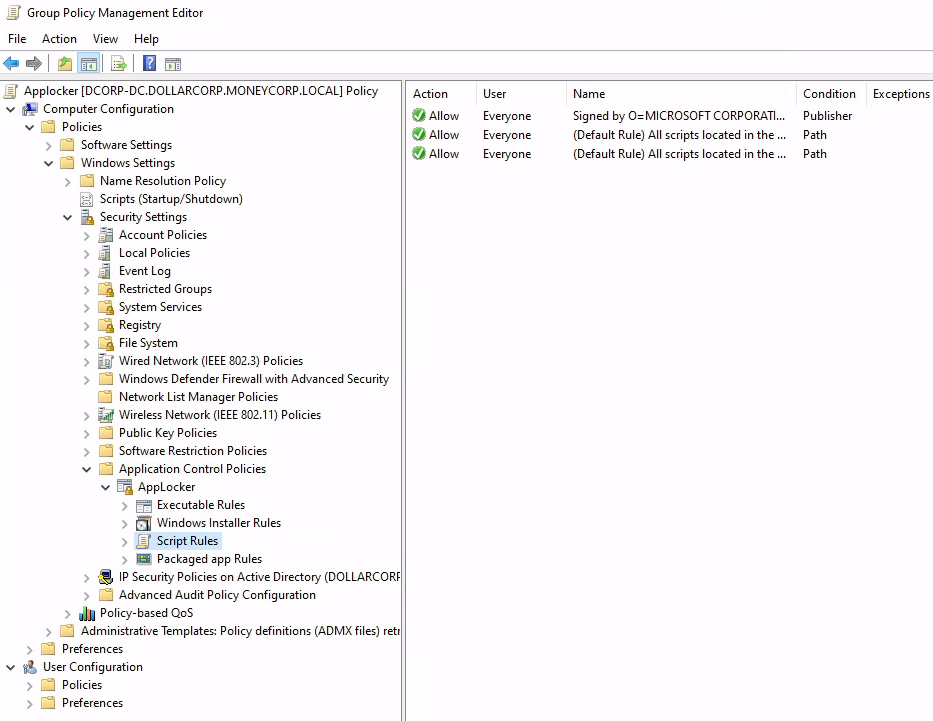 Group Policy Management Editor
File Action View Help
Applocker [DCORP-DC.DOLLARCORP.MONEYCORP.LOCAL] Policy
Computer Configuration
Policies
Software Settings
Windows Settings
Name Resolution Policy
Scripts (Startup/Shutdown)
Security Settings
Account Policies
Local Policies
Event Log
Restricted Groups
System Services
Registry
File System
Wired Network (IEEE 802.3) Policies
Windows Defender Firewall with Advanced Security
Network List Manager Policies
Wireless Network (IEEE 802.11) Policies
Public Key Policies
Software Restriction Policies
Application Control Policies
AppLocker
Executable Rules
Windows Installer Rules
Script Rules
Packaged app Rules
IP Security Policies on Active Directory (DOLLARCORP
Advanced Audit Policy Configuration
Policy-based QoS
Administrative Templates: Policy definitions (ADMX files) retr
Preferences
User Configuration
Policies
Preferences
Action User Name Condition Exceptions
Allow Everyone Signed by O=MICROSOFT CORPORATI... Publisher
Allow Everyone (Default Rule) All scripts located in the ... Path
Allow Everyone (Default Rule) All scripts located in the ... Path